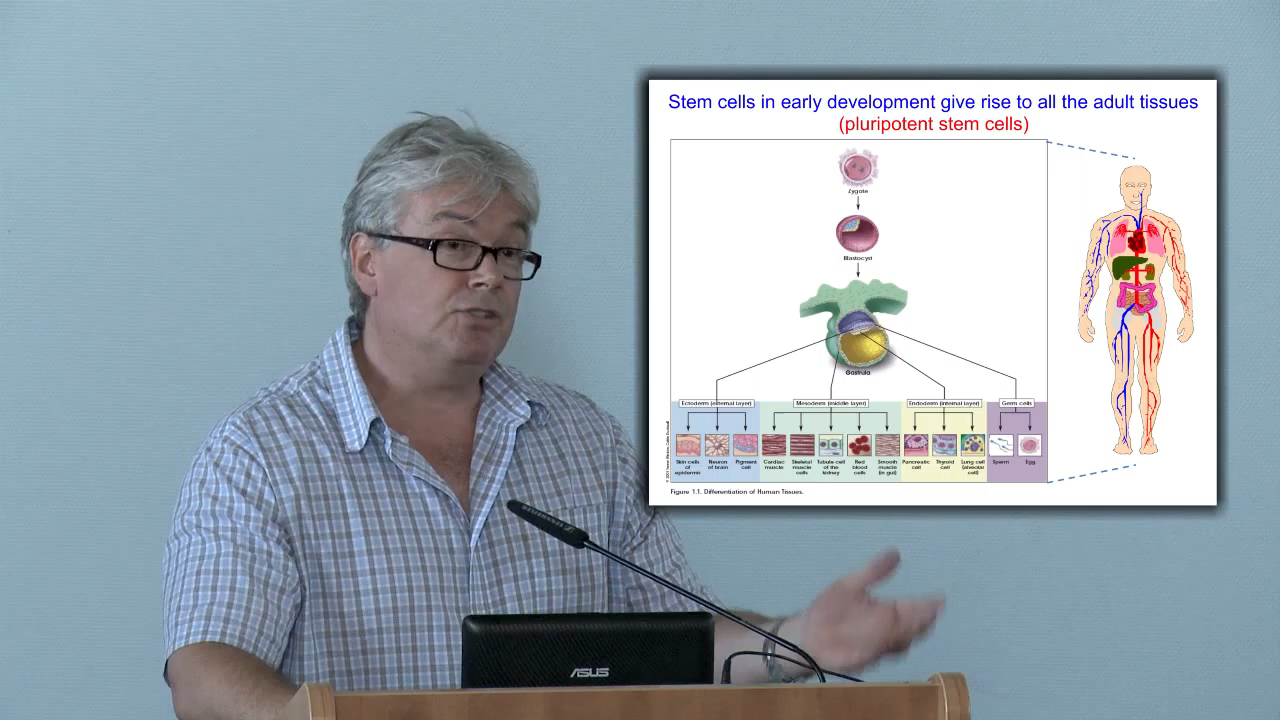 Stem cells in early development give rise to all the adult tissues
(pluripotent stem cells)
Zygote
Blastocyst
Gastrula
Ectoderm (external layer)
Mesoderm (middle layer)
Endoderm (internal layer)
Germ cells
Skin cells
of
epidermis
Neuron
of brain
Pigment
cell
Cardiac
muscle
Skeletal
muscle
cells
Tubule cell
of the
kidney
Red
blood
cells
Smooth
muscle
(in gut)
Pancreatic
cell
Thyroid
cell
Lung cell
(alveolar
cell)
Sperm
Egg
Figure 1.1. Differentiation of Human Tissues.
SENNHEISER
ASUS